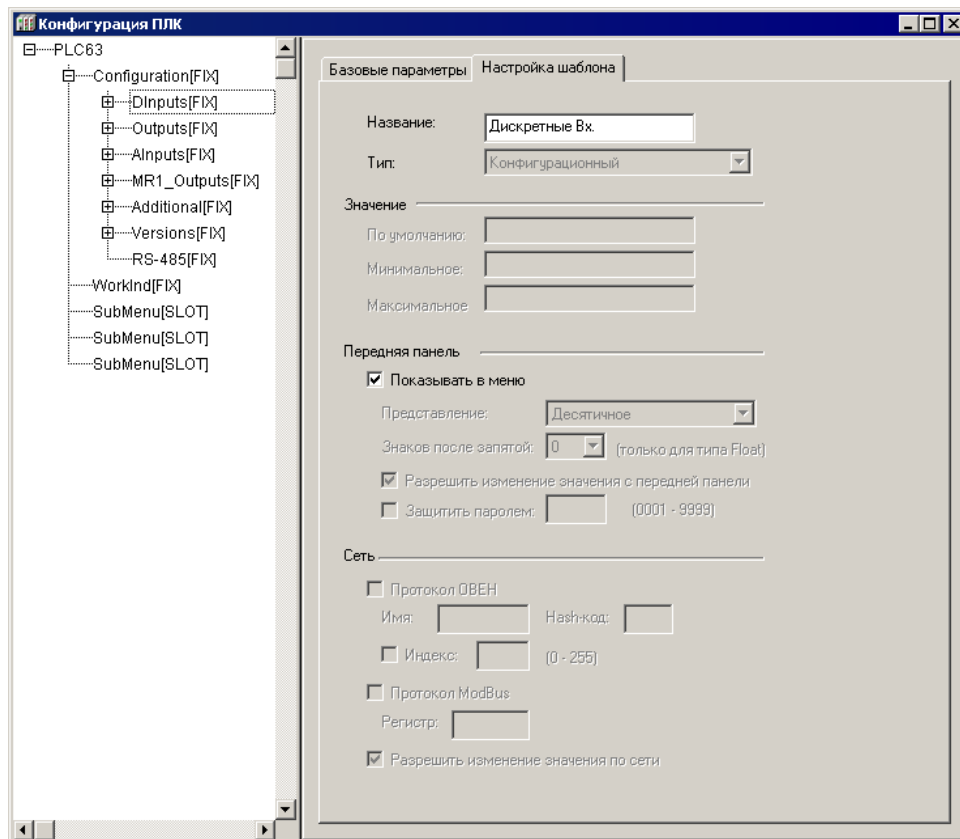 Конфигурация ПЛК
PLC63
Configuration[FIX]
DInputs[FIX]
Outputs[FIX]
AInputs[FIX]
MR1_Outputs[FIX]
Additional[FIX]
Versions[FIX]
RS-485[FIX]
WorkInd[FIX]
SubMenu[SLOT]
SubMenu[SLOT]
SubMenu[SLOT]
Базовые параметры Настройка шаблона
Название: Дискретные Вх.
Тип: Конфигурационный
Значение
По умолчанию:
Минимальное:
Максимальное
Передняя панель
Показывать в меню
Представление: Десятичное
Знаков после запятой: 0 (только для типа Float)
Разрешить изменение значения с передней панели
Защитить паролем: (0001 - 9999)
Сеть
Протокол ОВЕН
Имя: Hash-код:
Индекс: (0 - 255)
Протокол ModBus
Регистр:
Разрешить изменение значения по сети